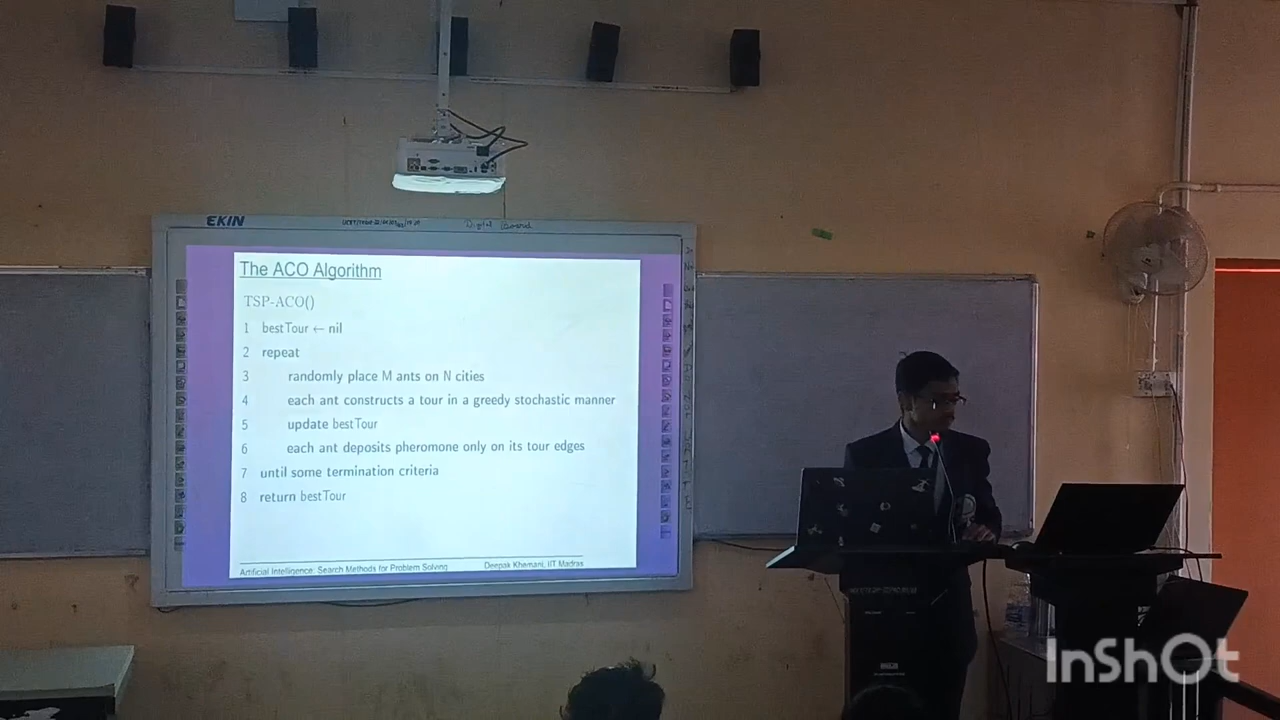 EKIN
Digital Board
The ACO Algorithm
TSP-ACO()
1 bestTour ← nil
2 repeat
3 randomly place M ants on N cities
4 each ant constructs a tour in a greedy stochastic manner
5 update bestTour
6 each ant deposits pheromone only on its tour edges
7 until some termination criteria
8 return bestTour
Artificial Intelligence: Search Methods for Problem Solving
Deepak Khemani, IIT Madras
InShOt